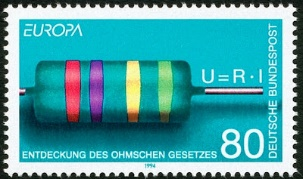 EUROPA
U=R·I
80
DEUTSCHE BUNDESPOST
ENTDECKUNG DES OHMSCHEN GESETZES
1994